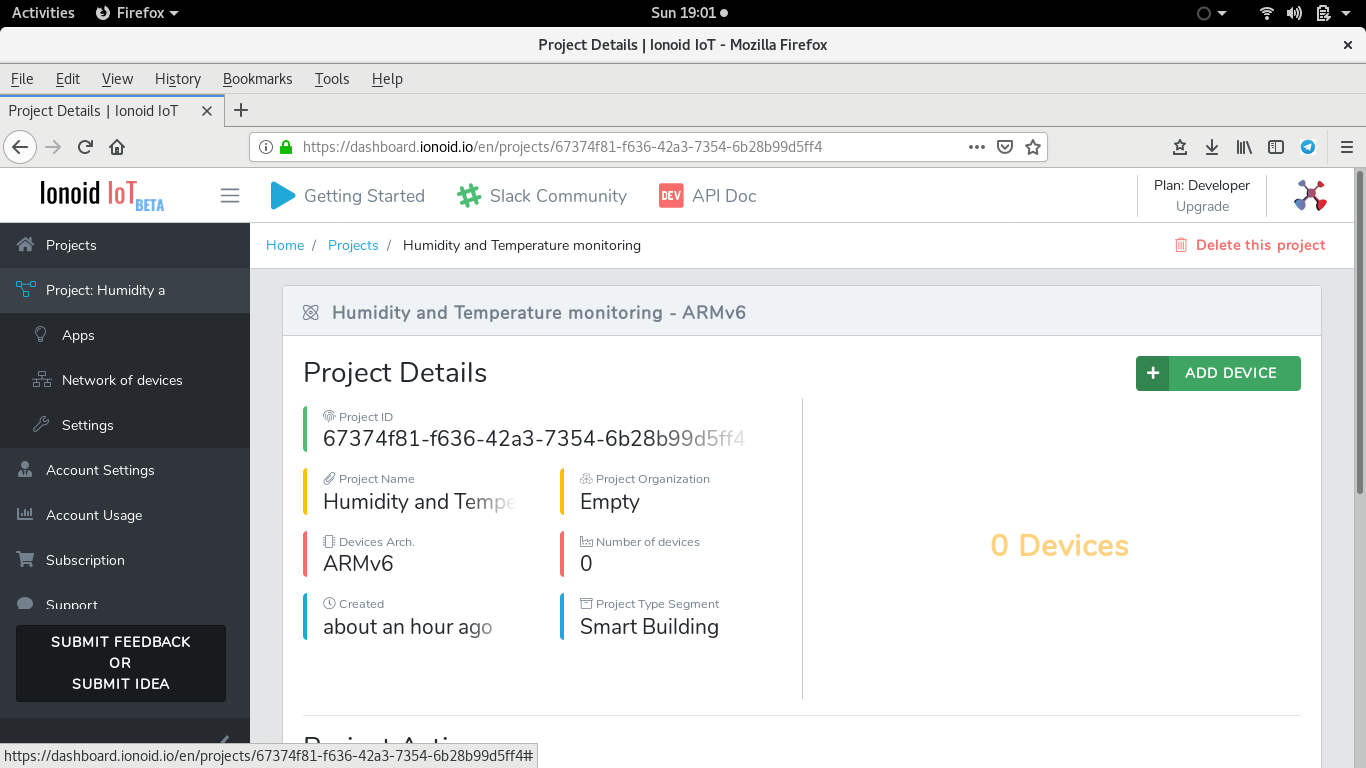 Activities Firefox Sun 19:01
Project Details | Ionoid IoT - Mozilla Firefox
File Edit View History Bookmarks Tools Help
Project Details | Ionoid IoT
https://dashboard.ionoid.io/en/projects/67374f81-f636-42a3-7354-6b28b99d5ff4
Ionoid IoT BETA
Getting Started
Slack Community
DEV API Doc
Plan: Developer
Upgrade
Projects
Project: Humidity a
Apps
Network of devices
Settings
Account Settings
Account Usage
Subscription
Support
SUBMIT FEEDBACK
OR
SUBMIT IDEA
Home / Projects / Humidity and Temperature monitoring
Delete this project
Humidity and Temperature monitoring - ARMv6
Project Details
ADD DEVICE
Project ID
67374f81-f636-42a3-7354-6b28b99d5ff4
Project Name
Humidity and Tempe
Project Organization
Empty
Devices Arch.
ARMv6
Number of devices
0
Created
about an hour ago
Project Type Segment
Smart Building
0 Devices
https://dashboard.ionoid.io/en/projects/67374f81-f636-42a3-7354-6b28b99d5ff4#